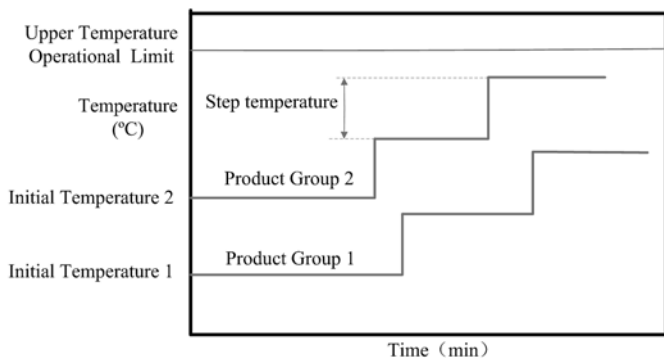 Upper Temperature
Operational Limit
Temperature
(ºC)
Step temperature
Product Group 2
Initial Temperature 2
Product Group 1
Initial Temperature 1
Time（min）